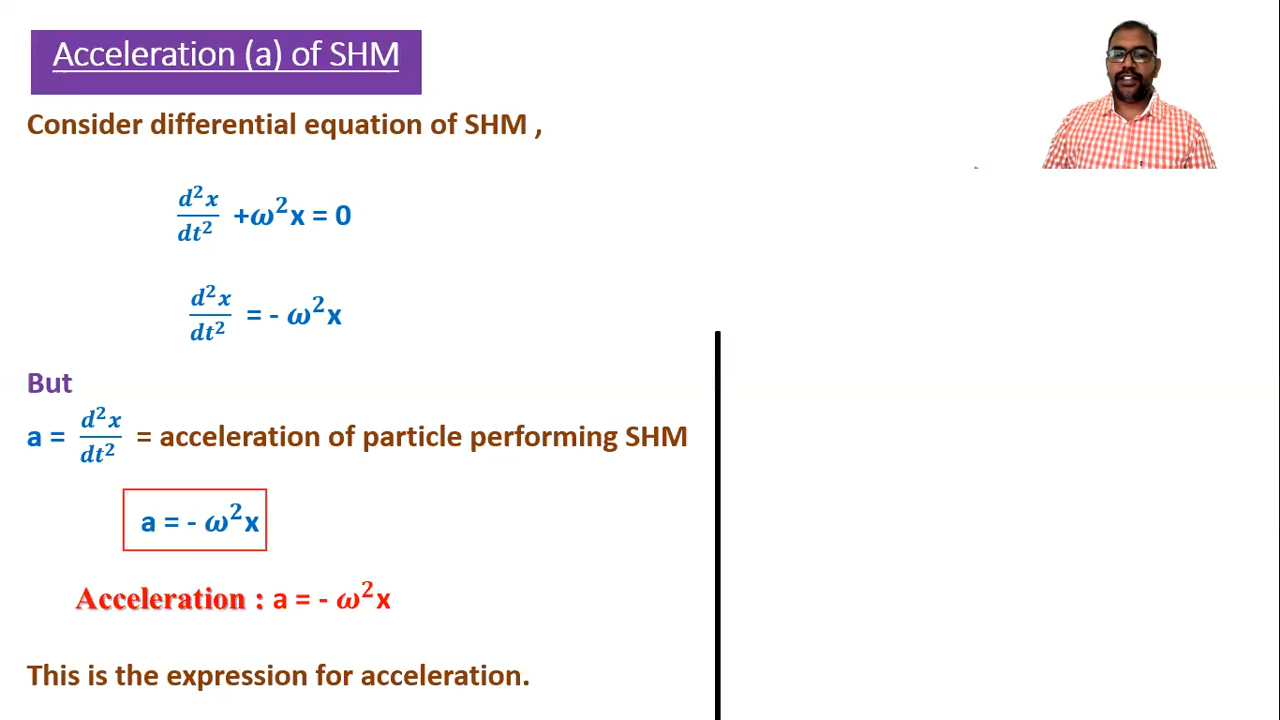 Acceleration (a) of SHM
Consider differential equation of SHM ,
d²x/dt² +ω²x = 0
d²x/dt² = - ω²x
But
a = d²x/dt² = acceleration of particle performing SHM
a = - ω²x
Acceleration : a = - ω²x
This is the expression for acceleration.